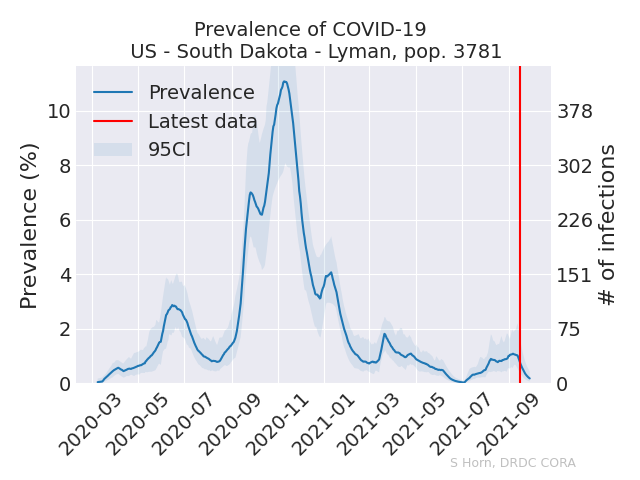 Prevalence of COVID-19
US - South Dakota - Lyman, pop. 3781
Prevalence
Latest data
95CI
Prevalence (%)
10
8
6
4
2
0
378
302
226
151
75
0
# of infections
2020-03
2020-05
2020-07
2020-09
2020-11
2021-01
2021-03
2021-05
2021-07
2021-09
S Horn, DRDC CORA